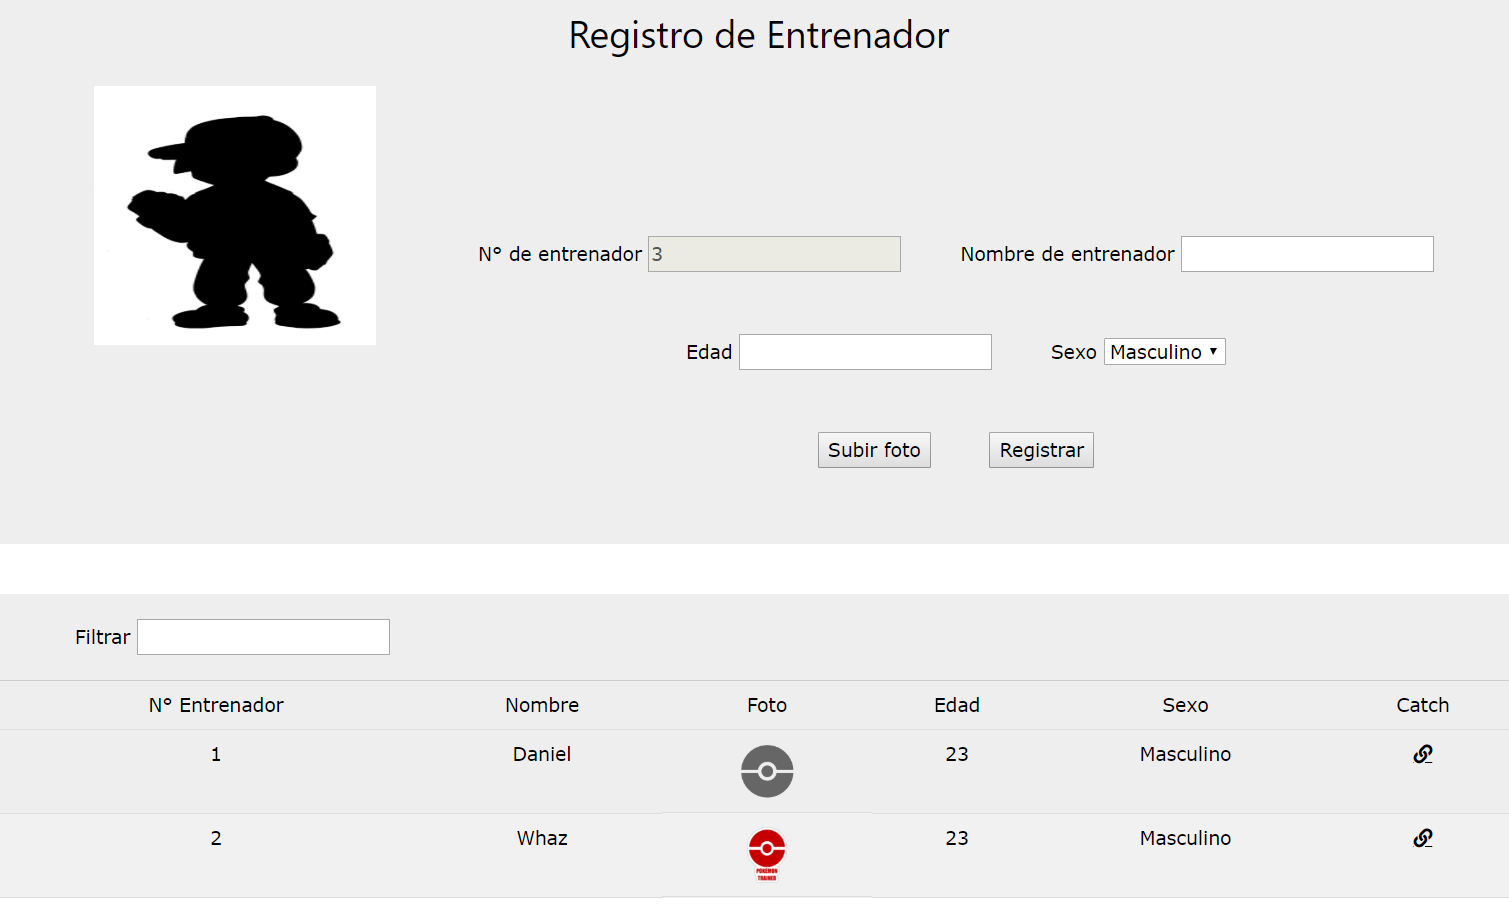 Registro de Entrenador
N° de entrenador 3 Nombre de entrenador
Edad Sexo Masculino
Subir foto Registrar
Filtrar
N° Entrenador Nombre Foto Edad Sexo Catch
1 Daniel 23 Masculino
2 Whaz 23 Masculino
POKEMON
TRAINER